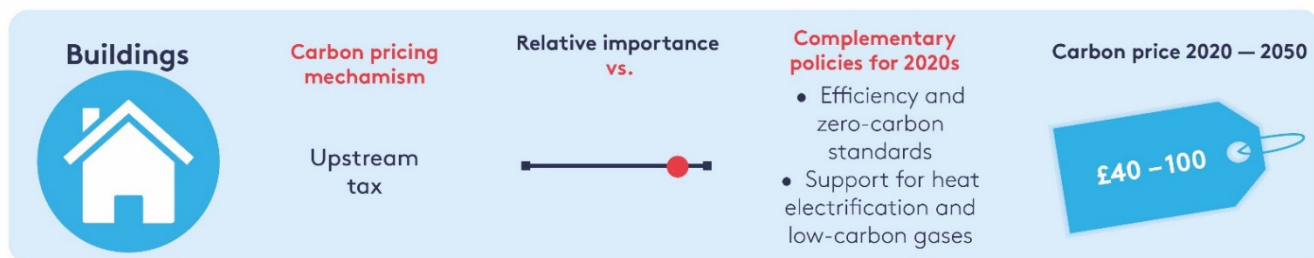 Buildings
Carbon pricing
mechamism
Upstream
tax
Relative importance
vs.
Complementary
policies for 2020s
• Efficiency and
zero-carbon
standards
• Support for heat
electrification and
low-carbon gases
Carbon price 2020 — 2050
£40 – 100